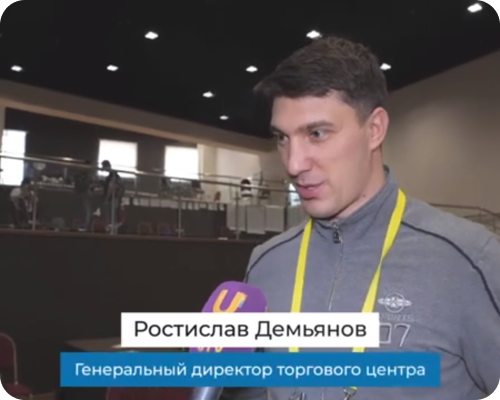 Ростислав Демьянов
Генеральный директор торгового центра